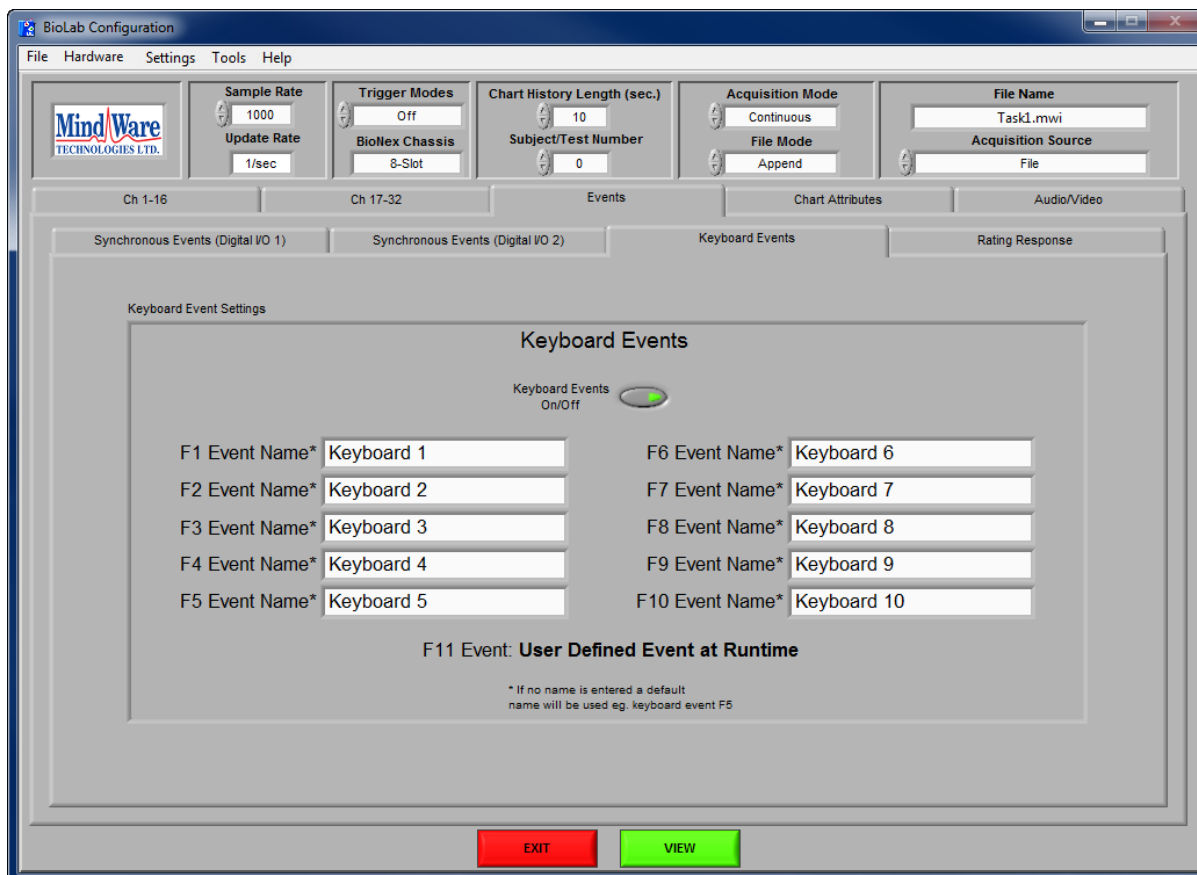 BioLab Configuration
File Hardware Settings Tools Help
MindWare
TECHNOLOGIES LTD.
Sample Rate
1000
Update Rate
1/sec
Trigger Modes
Off
BioNex Chassis
8-Slot
Chart History Length (sec.)
10
Subject/Test Number
0
Acquisition Mode
Continuous
File Mode
Append
File Name
Task1.mwi
Acquisition Source
File
Ch 1-16 Ch 17-32 Events Chart Attributes Audio/Video
Synchronous Events (Digital I/O 1) Synchronous Events (Digital I/O 2) Keyboard Events Rating Response
Keyboard Event Settings
Keyboard Events
Keyboard Events
On/Off
F1 Event Name* Keyboard 1
F2 Event Name* Keyboard 2
F3 Event Name* Keyboard 3
F4 Event Name* Keyboard 4
F5 Event Name* Keyboard 5
F6 Event Name* Keyboard 6
F7 Event Name* Keyboard 7
F8 Event Name* Keyboard 8
F9 Event Name* Keyboard 9
F10 Event Name* Keyboard 10
F11 Event: User Defined Event at Runtime
* If no name is entered a default
name will be used eg. keyboard event F5
EXIT VIEW